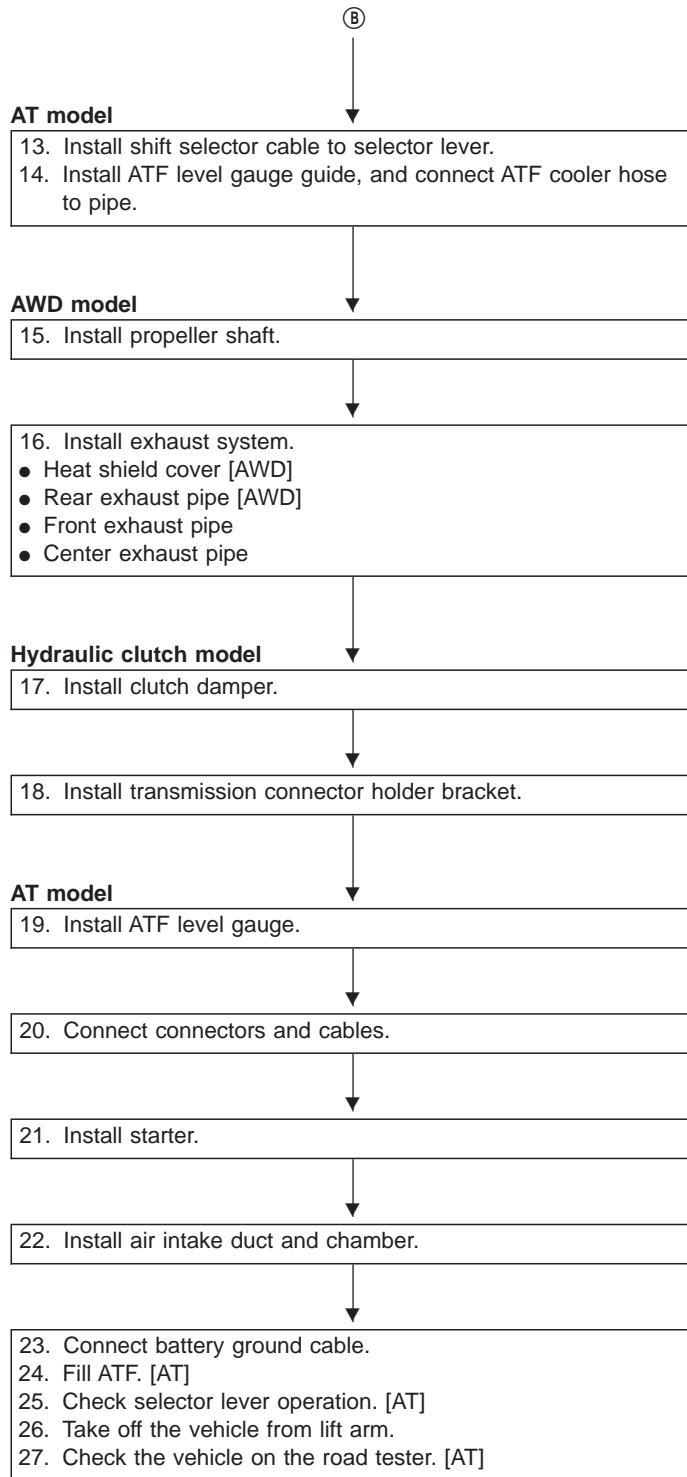 Ⓑ
AT model
13. Install shift selector cable to selector lever.
14. Install ATF level gauge guide, and connect ATF cooler hose
to pipe.
AWD model
15. Install propeller shaft.
16. Install exhaust system.
● Heat shield cover [AWD]
● Rear exhaust pipe [AWD]
● Front exhaust pipe
● Center exhaust pipe
Hydraulic clutch model
17. Install clutch damper.
18. Install transmission connector holder bracket.
AT model
19. Install ATF level gauge.
20. Connect connectors and cables.
21. Install starter.
22. Install air intake duct and chamber.
23. Connect battery ground cable.
24. Fill ATF. [AT]
25. Check selector lever operation. [AT]
26. Take off the vehicle from lift arm.
27. Check the vehicle on the road tester. [AT]